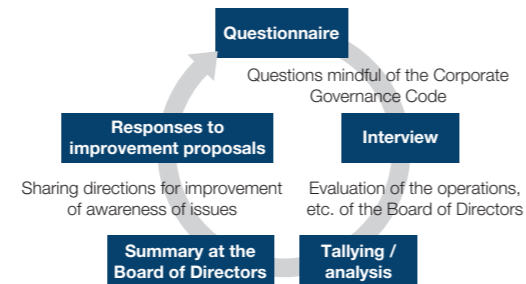 Questionnaire
Questions mindful of the Corporate
Governance Code
Interview
Evaluation of the operations,
etc. of the Board of Directors
Tallying /
analysis
Summary at the
Board of Directors
Sharing directions for improvement
of awareness of issues
Responses to
improvement proposals